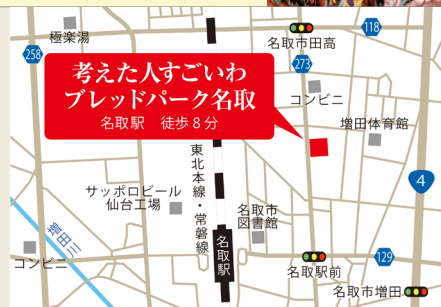 極楽湯
258
名取市田高
118
273
考えた人すごいわ
ブレッドパーク名取
名取駅 徒歩8分
コンビニ
増田体育館
4
東北本線・常磐線
サッポロビール
仙台工場
名取市
図書館
増田川
名取駅
コンビニ
名取駅前
129
名取市増田